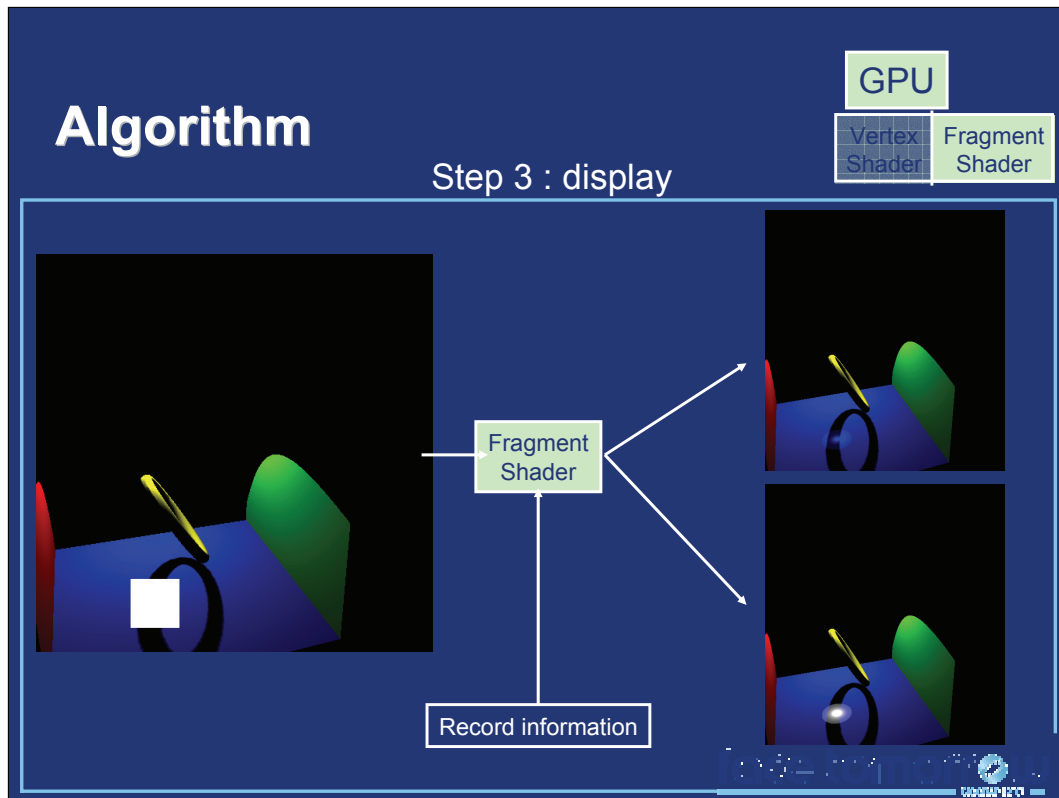 Algorithm
GPU
Vertex
Shader
Fragment
Shader
Step 3 : display
Fragment
Shader
Record information